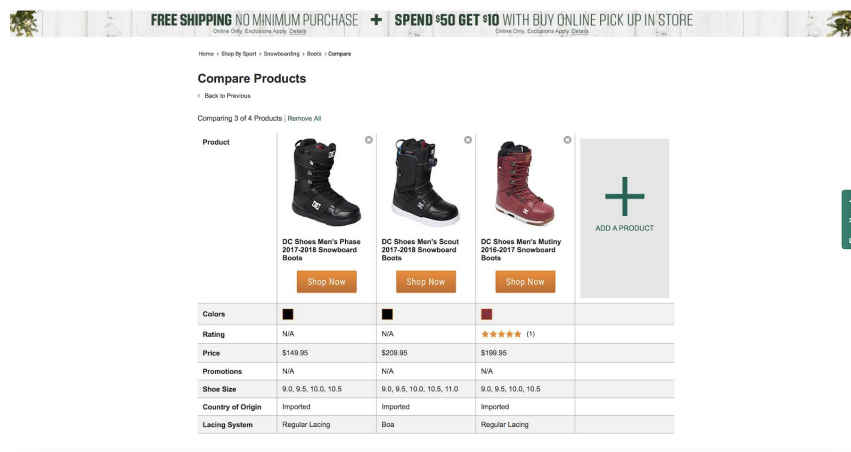 FREE SHIPPING NO MINIMUM PURCHASE + SPEND $50 GET $10 WITH BUY ONLINE PICK UP IN STORE
Online Only. Exclusions Apply. Details Online Only. Exclusions Apply. Details
Home › Shop By Sport › Snowboarding › Boots › Compare
Compare Products
‹ Back to Previous
Comparing 3 of 4 Products | Remove All
Product
DC Shoes Men's Phase
2017-2018 Snowboard
Boots
Shop Now
DC Shoes Men's Scout
2017-2018 Snowboard
Boots
Shop Now
DC Shoes Men's Mutiny
2016-2017 Snowboard
Boots
Shop Now
ADD A PRODUCT
Colors
Rating N/A N/A (1)
Price $149.95 $209.95 $199.95
Promotions N/A N/A N/A
Shoe Size 9.0, 9.5, 10.0, 10.5 9.0, 9.5, 10.0, 10.5, 11.0 9.0, 9.5, 10.0, 10.5
Country of Origin Imported Imported Imported
Lacing System Regular Lacing Boa Regular Lacing